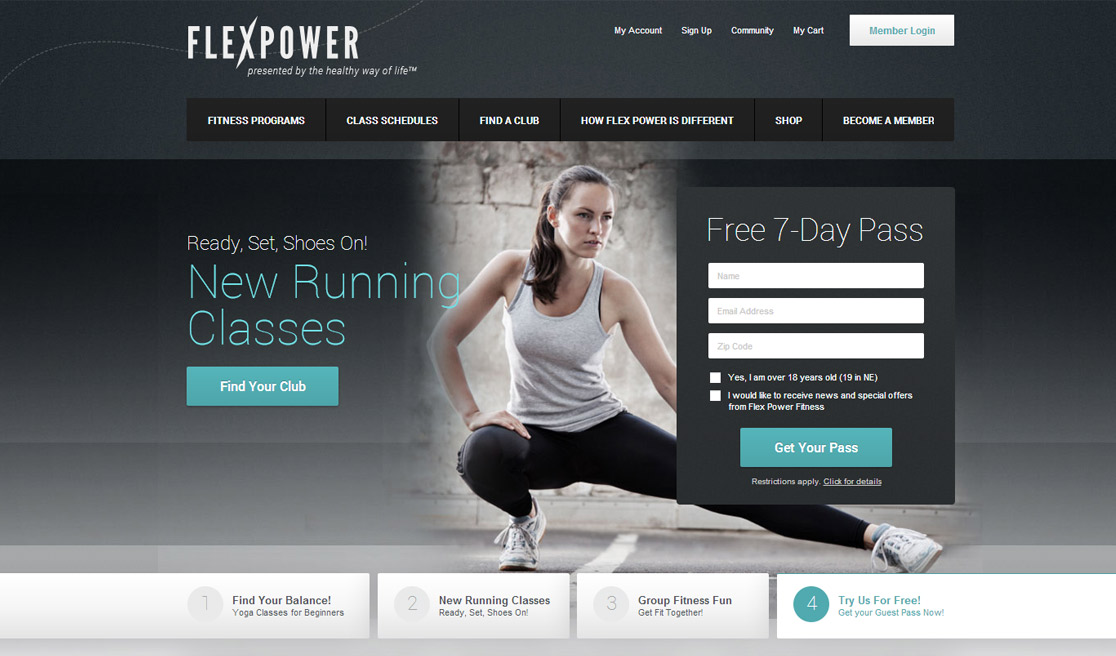 FLEXPOWER
presented by the healthy way of life™
My Account
Sign Up
Community
My Cart
Member Login
FITNESS PROGRAMS
CLASS SCHEDULES
FIND A CLUB
HOW FLEX POWER IS DIFFERENT
SHOP
BECOME A MEMBER
Ready, Set, Shoes On!
New Running
Classes
Find Your Club
Free 7-Day Pass
Name
Email Address
Zip Code
Yes, I am over 18 years old (19 in NE)
I would like to receive news and special offers
from Flex Power Fitness
Get Your Pass
Restrictions apply. Click for details
1
Find Your Balance!
Yoga Classes for Beginners
2
New Running Classes
Ready, Set, Shoes On!
3
Group Fitness Fun
Get Fit Together!
4
Try Us For Free!
Get your Guest Pass Now!